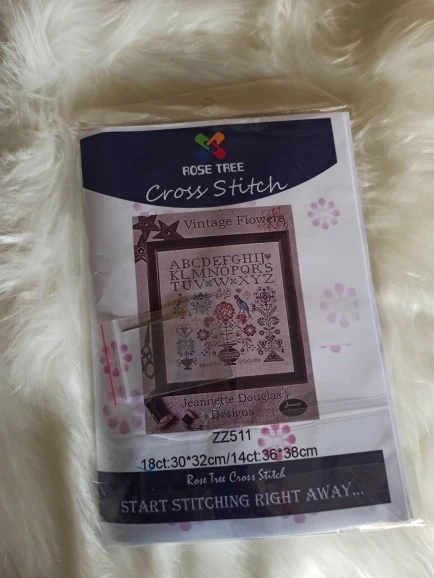 ROSE TREE
Cross Stitch
Vintage Flowers
ABCDEFGHIJ
KLMNOPQRS
TUVWXYZ
Jeannette Douglas's
Designs
ZZ511
18ct:30*32cm/14ct:36*38cm
Rose Tree Cross Stitch
START STITCHING RIGHT AWAY...